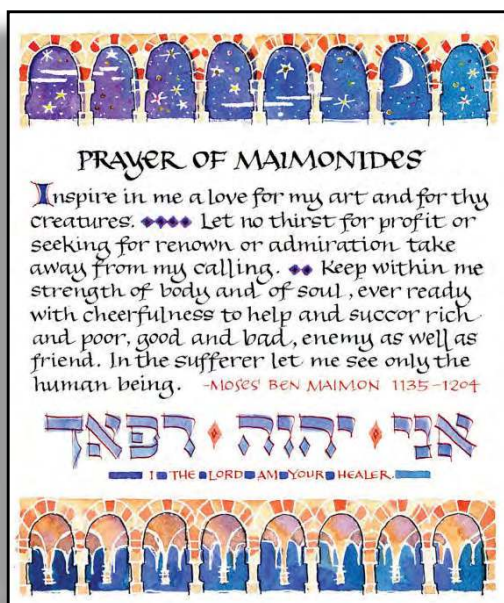 PRAYER OF MAIMONIDES
Inspire in me a love for my art and for thy
creatures. Let no thirst for profit or
seeking for renown or admiration take
away from my calling. Keep within me
strength of body and of soul, ever ready
with cheerfulness to help and succor rich
and poor, good and bad, enemy as well as
friend. In the sufferer let me see only the
human being. -MOSES BEN MAIMON 1135-1204
אני יהוה רפאך
I THE LORD AM YOUR HEALER.